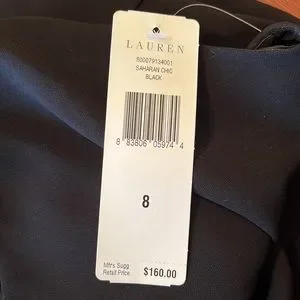 LAUREN
800079134001
SAHARAN CHIC
BLACK
8 83806 05974 4
8
Mfr's Sugg
Retail Price $160.00